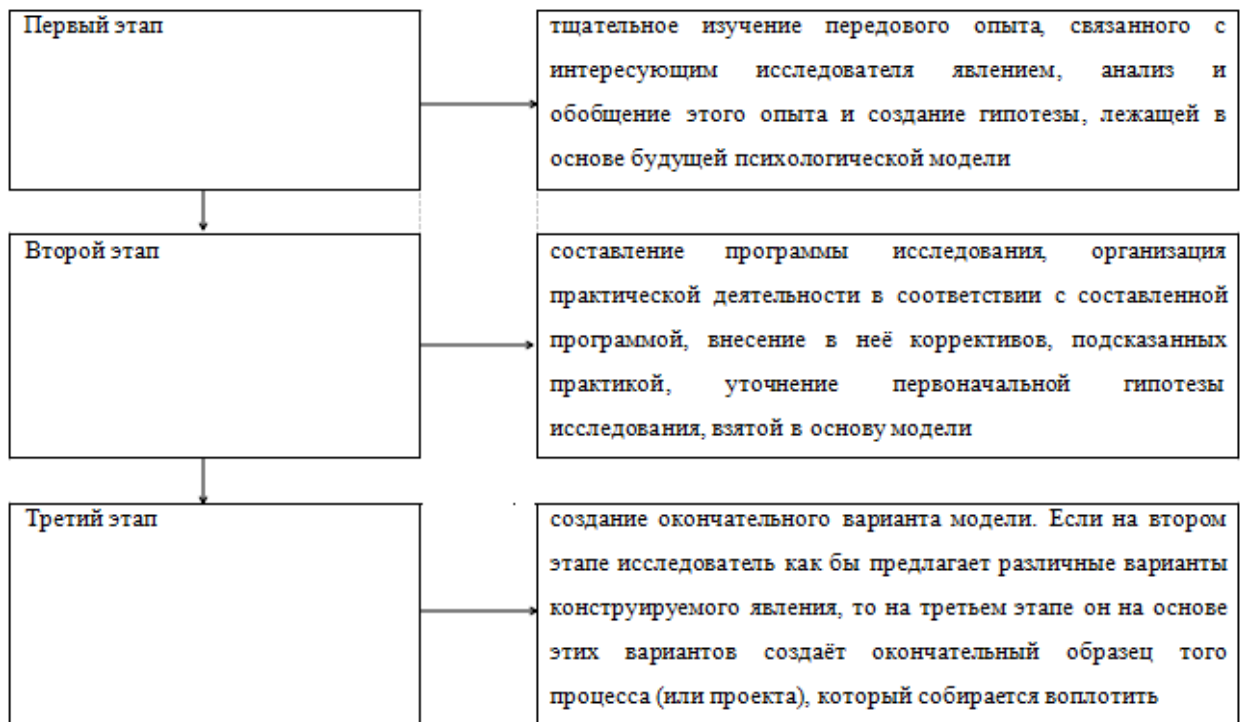 Первый этап
тщательное изучение передового опыта, связанного с
интересующим исследователя явлением, анализ и
обобщение этого опыта и создание гипотезы, лежащей в
основе будущей психологической модели
Второй этап
составление программы исследования, организация
практической деятельности в соответствии с составленной
программой, внесение в неё коррективов, подсказанных
практикой, уточнение первоначальной гипотезы
исследования, взятой в основу модели
Третий этап
создание окончательного варианта модели. Если на втором
этапе исследователь как бы предлагает различные варианты
конструируемого явления, то на третьем этапе он на основе
этих вариантов создаёт окончательный образец того
процесса (или проекта), который собирается воплотить